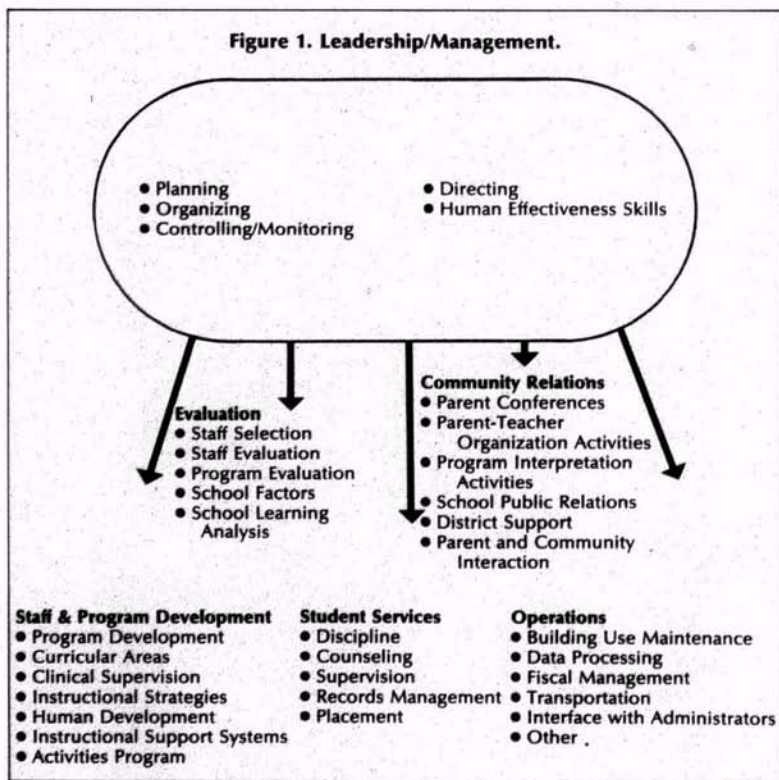 Figure 1. Leadership/Management.
● Planning
● Organizing
● Controlling/Monitoring
● Directing
● Human Effectiveness Skills
Evaluation
● Staff Selection
● Staff Evaluation
● Program Evaluation
● School Factors
● School Learning
Analysis
Community Relations
● Parent Conferences
● Parent-Teacher
Organization Activities
● Program Interpretation
Activities
● School Public Relations
● District Support
● Parent and Community
Interaction
Staff & Program Development
● Program Development
● Curricular Areas
● Clinical Supervision
● Instructional Strategies
● Human Development
● Instructional Support Systems
● Activities Program
Student Services
● Discipline
● Counseling
● Supervision
● Records Management
● Placement
Operations
● Building Use Maintenance
● Data Processing
● Fiscal Management
● Transportation
● Interface with Administrators
● Other